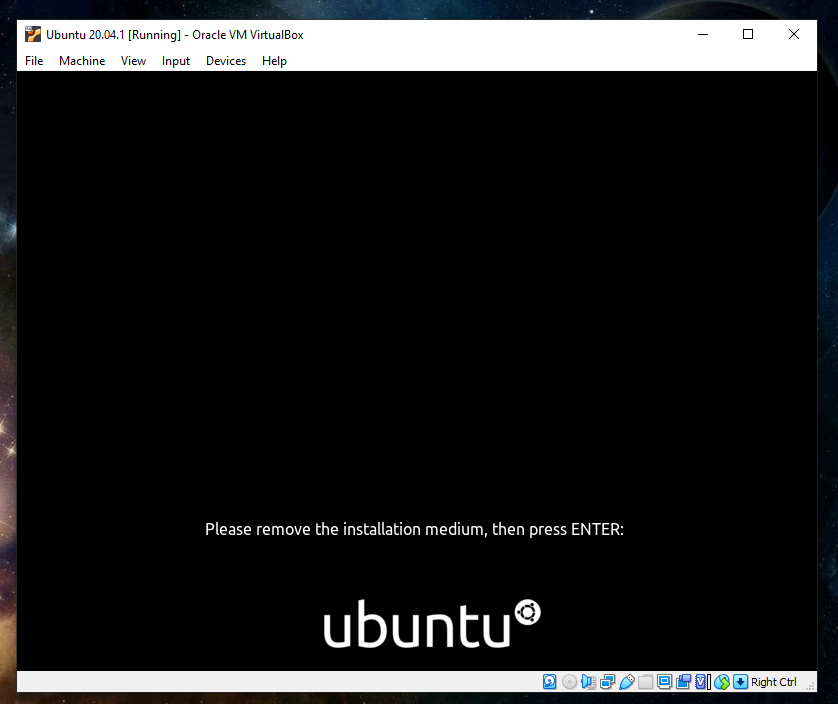 Ubuntu 20.04.1 [Running] - Oracle VM VirtualBox
File Machine View Input Devices Help
Please remove the installation medium, then press ENTER:
ubuntu
Right Ctrl